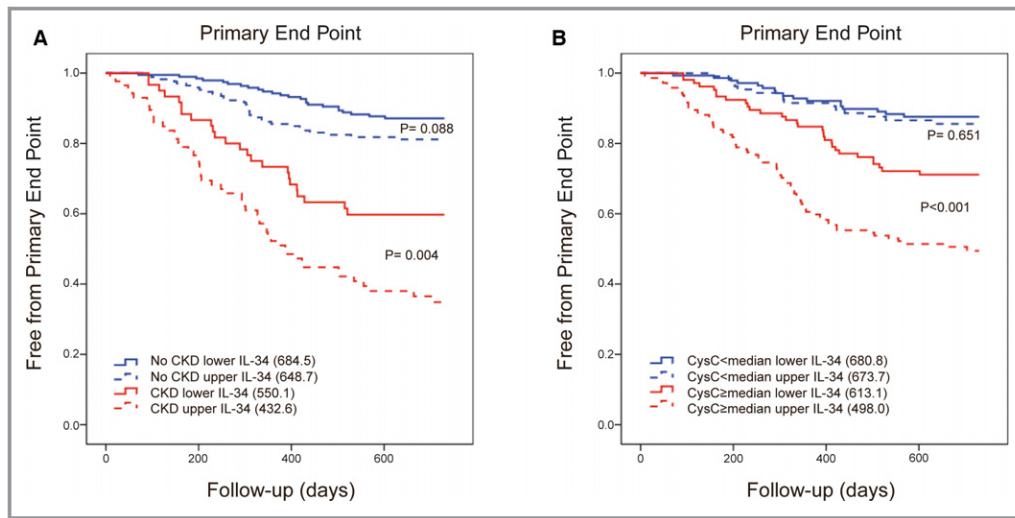 A
Primary End Point
Free from Primary End Point
1.0
0.8
0.6
0.4
0.2
0.0
P= 0.088
P= 0.004
No CKD lower IL-34 (684.5)
No CKD upper IL-34 (648.7)
CKD lower IL-34 (550.1)
CKD upper IL-34 (432.6)
0
200
400
600
Follow-up (days)
B
Primary End Point
Free from Primary End Point
1.0
0.8
0.6
0.4
0.2
0.0
P= 0.651
P<0.001
CysC<median lower IL-34 (680.8)
CysC<median upper IL-34 (673.7)
CysC≥median lower IL-34 (613.1)
CysC≥median upper IL-34 (498.0)
0
200
400
600
Follow-up (days)